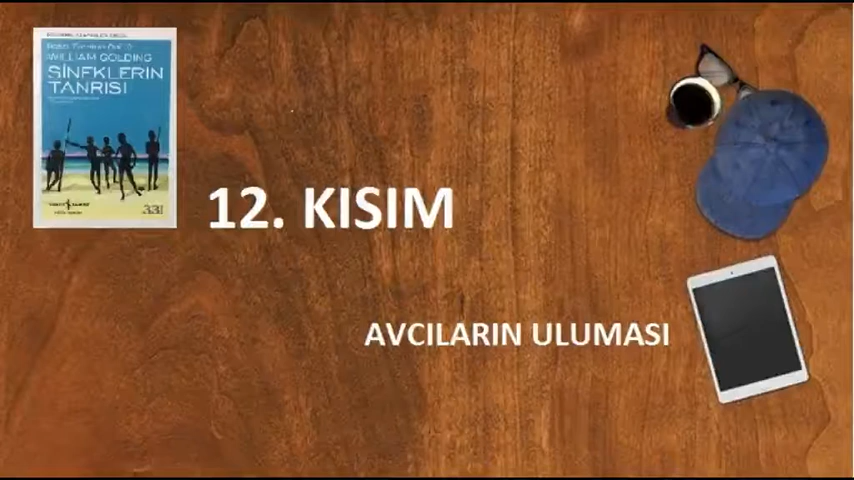 WILLIAM GOLDING
SİNEKLERİN
TANRISI
12. KISIM
AVCILARIN ULUMASI